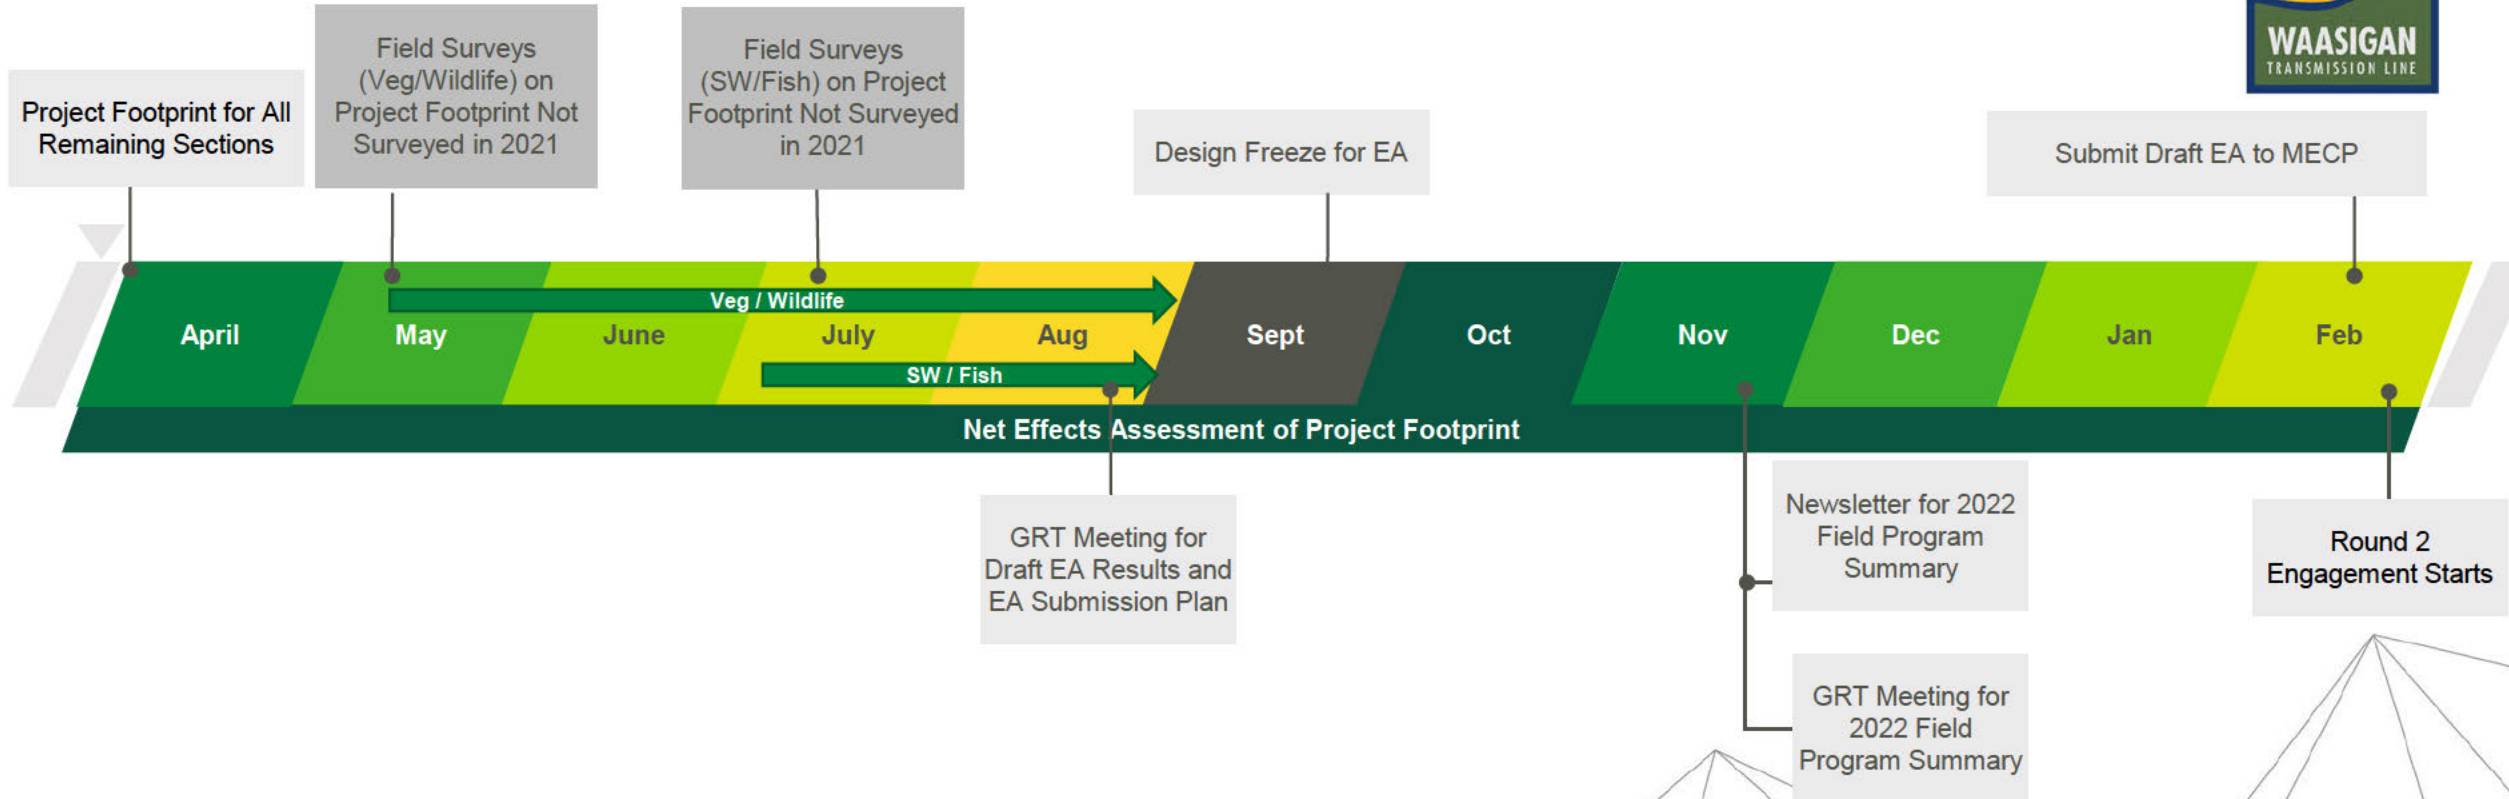 WAASIGAN
TRANSMISSION LINE
Project Footprint for All
Remaining Sections
Field Surveys
(Veg/Wildlife) on
Project Footprint Not
Surveyed in 2021
Field Surveys
(SW/Fish) on Project
Footprint Not Surveyed
in 2021
Design Freeze for EA
Submit Draft EA to MECP
Veg / Wildlife
April
May
June
July
Aug
Sept
Oct
Nov
Dec
Jan
Feb
SW / Fish
Net Effects Assessment of Project Footprint
GRT Meeting for
Draft EA Results and
EA Submission Plan
Newsletter for 2022
Field Program
Summary
GRT Meeting for
2022 Field
Program Summary
Round 2
Engagement Starts